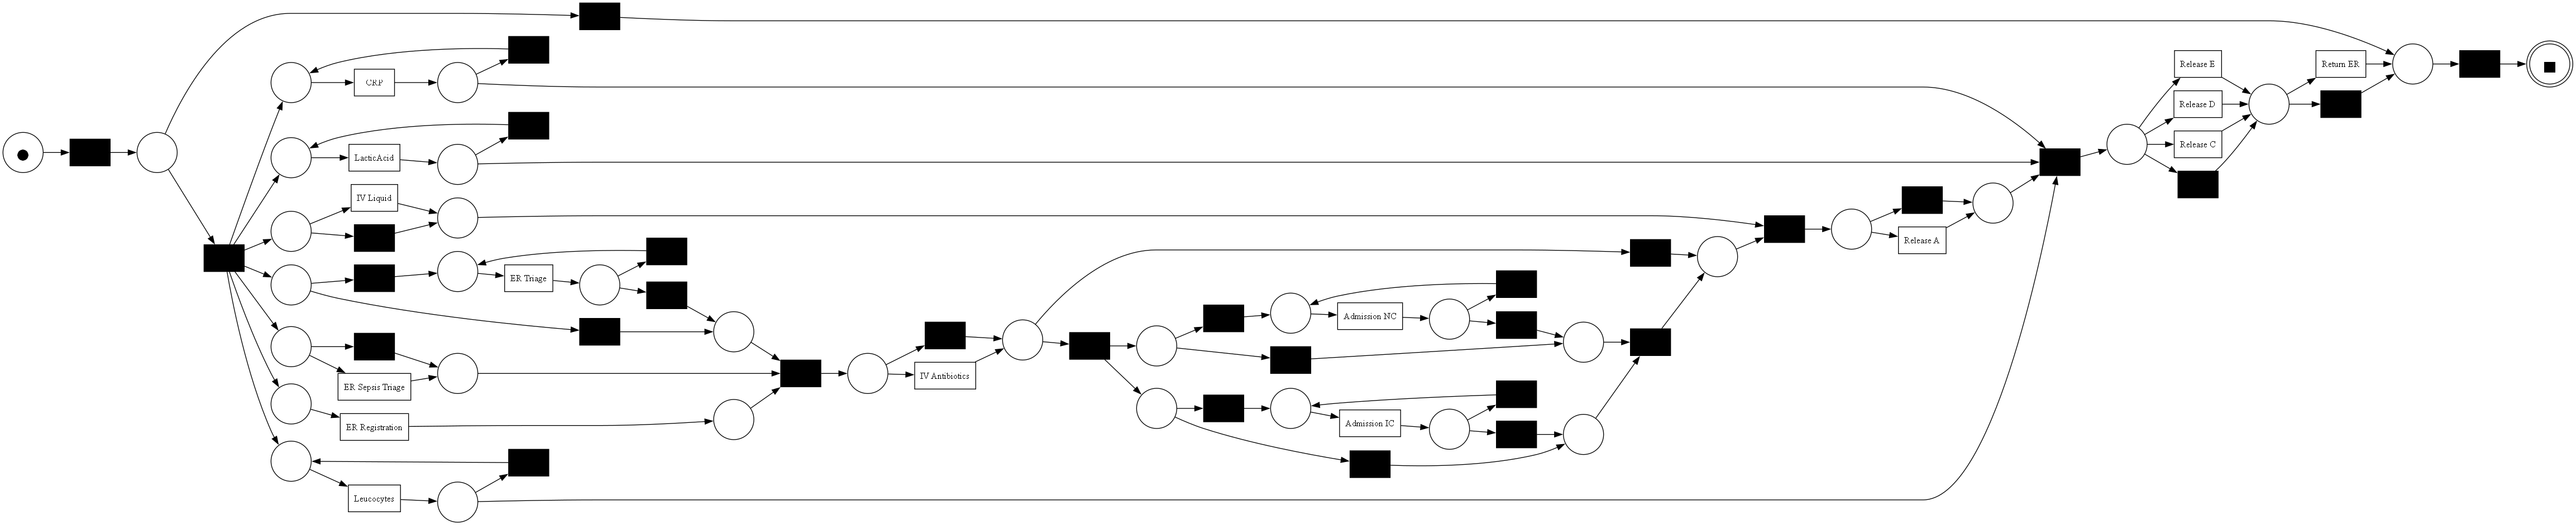 Release E
Return ER
CRP
Release D
Release C
LacticAcid
IV Liquid
Release A
ER Triage
Admission NC
IV Antibiotics
ER Sepsis Triage
Admission IC
ER Registration
Leucocytes